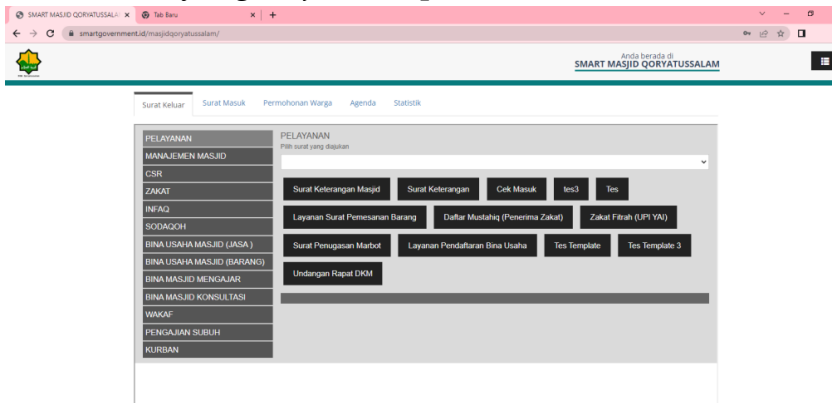 SMART MASJID QORYATUSSALA
Tab Baru
smartgovernment.id/masjidqoryatussalam/
Anda berada di
SMART MASJID QORYATUSSALAM
Surat Keluar Surat Masuk Permohonan Warga Agenda Statistik
PELAYANAN
MANAJEMEN MASJID
CSR
ZAKAT
INFAQ
SODAQOH
BINA USAHA MASJID (JASA )
BINA USAHA MASJID (BARANG)
BINA MASJID MENGAJAR
BINA MASJID KONSULTASI
WAKAF
PENGAJIAN SUBUH
KURBAN
PELAYANAN
Pilih surat yang diajukan
Surat Keterangan Masjid Surat Keterangan Cek Masuk tes3 Tes
Layanan Surat Pemesanan Barang Daftar Mustahiq (Penerima Zakat) Zakat Fitrah (UPI YAI)
Surat Penugasan Marbot Layanan Pendaftaran Bina Usaha Tes Template Tes Template 3
Undangan Rapat DKM